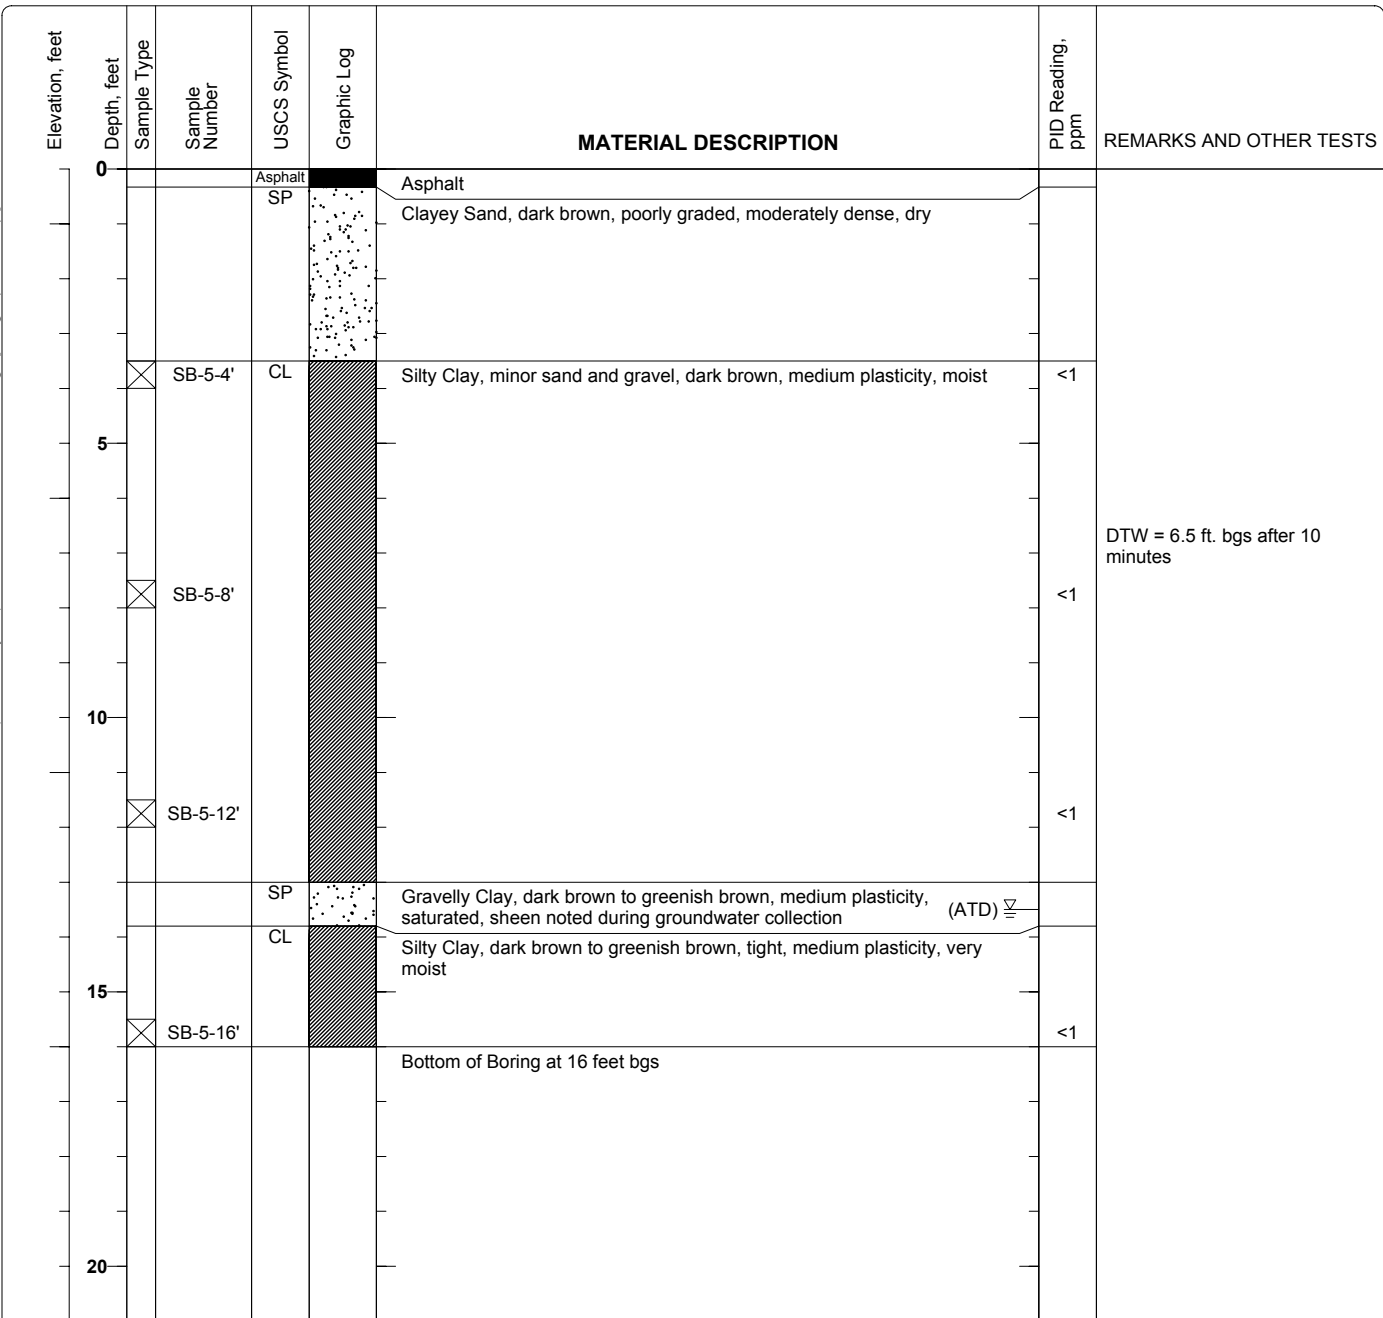 Elevation, feet
Depth, feet
Sample Type
Sample
Number
USCS Symbol
Graphic Log
MATERIAL DESCRIPTION
PID Reading,
ppm
REMARKS AND OTHER TESTS
0
Asphalt
Asphalt
SP
Clayey Sand, dark brown, poorly graded, moderately dense, dry
SB-5-4'
CL
Silty Clay, minor sand and gravel, dark brown, medium plasticity, moist
<1
5
DTW = 6.5 ft. bgs after 10
minutes
SB-5-8'
<1
10
SB-5-12'
<1
SP
Gravelly Clay, dark brown to greenish brown, medium plasticity,
saturated, sheen noted during groundwater collection
(ATD)
CL
Silty Clay, dark brown to greenish brown, tight, medium plasticity, very
moist
15
SB-5-16'
<1
Bottom of Boring at 16 feet bgs
20